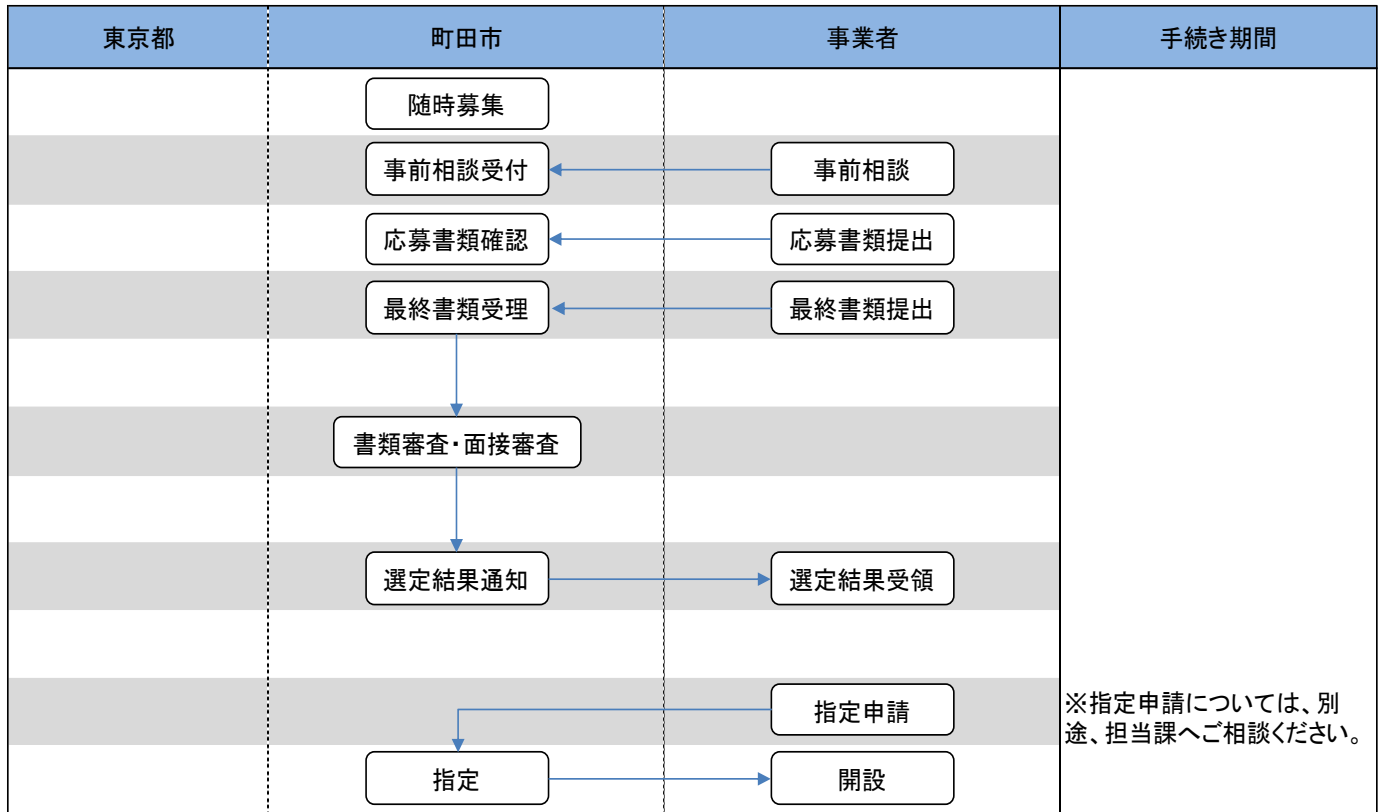 東京都
町田市
事業者
手続き期間
随時募集
事前相談受付
事前相談
応募書類確認
応募書類提出
最終書類受理
最終書類提出
書類審査・面接審査
選定結果通知
選定結果受領
指定申請
※指定申請については、別
途、担当課へご相談ください。
指定
開設